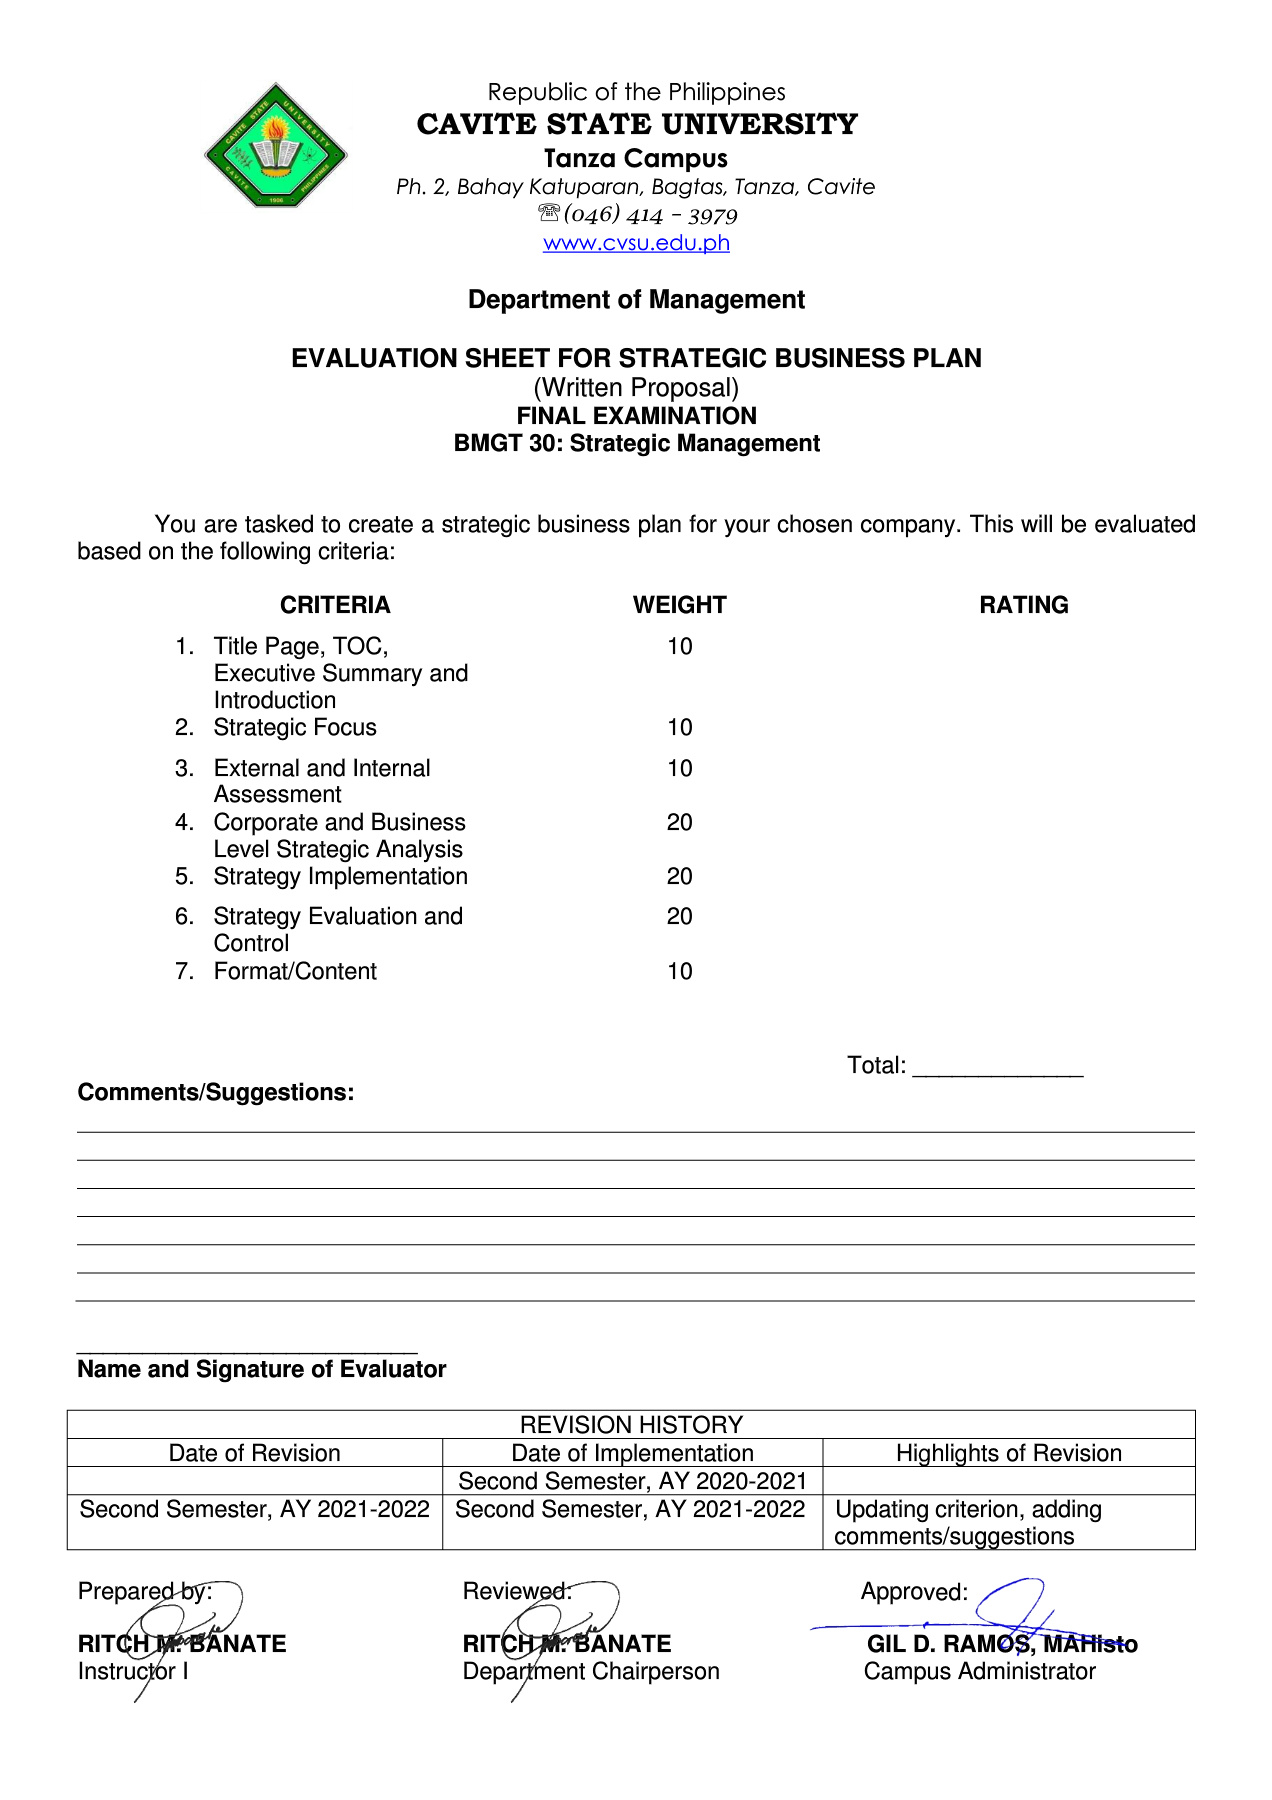 Republic of the Philippines
CAVITE STATE UNIVERSITY
Tanza Campus
Ph. 2, Bahay Katuparan, Bagtas, Tanza, Cavite
☏(046) 414 – 3979
www.cvsu.edu.ph
CAVITE STATE UNIVERSITY
CAVITE PHILIPPINES
1906
Department of Management
EVALUATION SHEET FOR STRATEGIC BUSINESS PLAN
(Written Proposal)
FINAL EXAMINATION
BMGT 30: Strategic Management
You are tasked to create a strategic business plan for your chosen company. This will be evaluated
based on the following criteria:
CRITERIA WEIGHT RATING
1. Title Page, TOC, 10
Executive Summary and
Introduction
2. Strategic Focus 10
3. External and Internal 10
Assessment
4. Corporate and Business 20
Level Strategic Analysis
5. Strategy Implementation 20
6. Strategy Evaluation and 20
Control
7. Format/Content 10
Total: _____________
Comments/Suggestions:
Name and Signature of Evaluator
REVISION HISTORY
Date of Revision Date of Implementation Highlights of Revision
Second Semester, AY 2020-2021
Second Semester, AY 2021-2022 Second Semester, AY 2021-2022 Updating criterion, adding
comments/suggestions
Prepared by: Reviewed: Approved:
RITCH M. BANATE RITCH M. BANATE GIL D. RAMOS, MAHisto
Instructor I Department Chairperson Campus Administrator